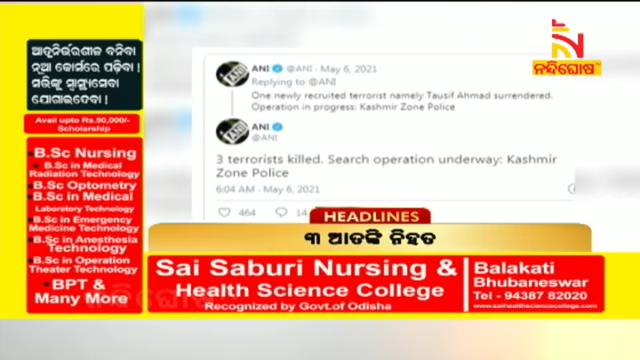 ଆତ୍ମନିର୍ଭରଶୀଳ ବନିବା
ନୂଆ କୋର୍ସରେ ପଢ଼ିବା !
ସଭିଙ୍କୁ ସ୍ୱାସ୍ଥ୍ୟସେବା
ଯୋଗାଇଦେବା !
Avail upto Rs.50,000/-
Scholarship
• B.Sc Nursing
• B.Sc in Medical
Radiation Technology
• B.Sc Optometry
• B.Sc in Medical
Laboratory Technology
• B.Sc in Emergency
Medicine Technology
• B.Sc in Anesthesia
Technology
• B.Sc in Operation
Theater Technology
• BPT &
Many More
ନନ୍ଦିଘୋଷ
ANI @ANI · May 6, 2021
Replying to @ANI
One newly recruited terrorist namely Tausif Ahmad surrendered.
Operation in progress: Kashmir Zone Police
ANI
@ANI
3 terrorists killed. Search operation underway: Kashmir
Zone Police
6:04 AM · May 6, 2021
464 14
HEADLINES
୩ ଆତଙ୍କି ନିହତ
Sai Saburi Nursing &
Health Science College
Recognized by Govt.of Odisha
Balakati
Bhubaneswar
Tel - 94387 82020
www.saihealthsciencecollege.com